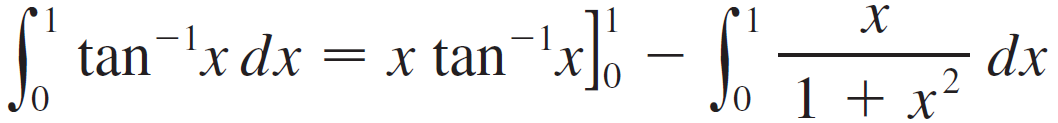 ∫₀¹ tan⁻¹x dx = x tan⁻¹x]₀¹ − ∫₀¹ x/(1 + x²) dx